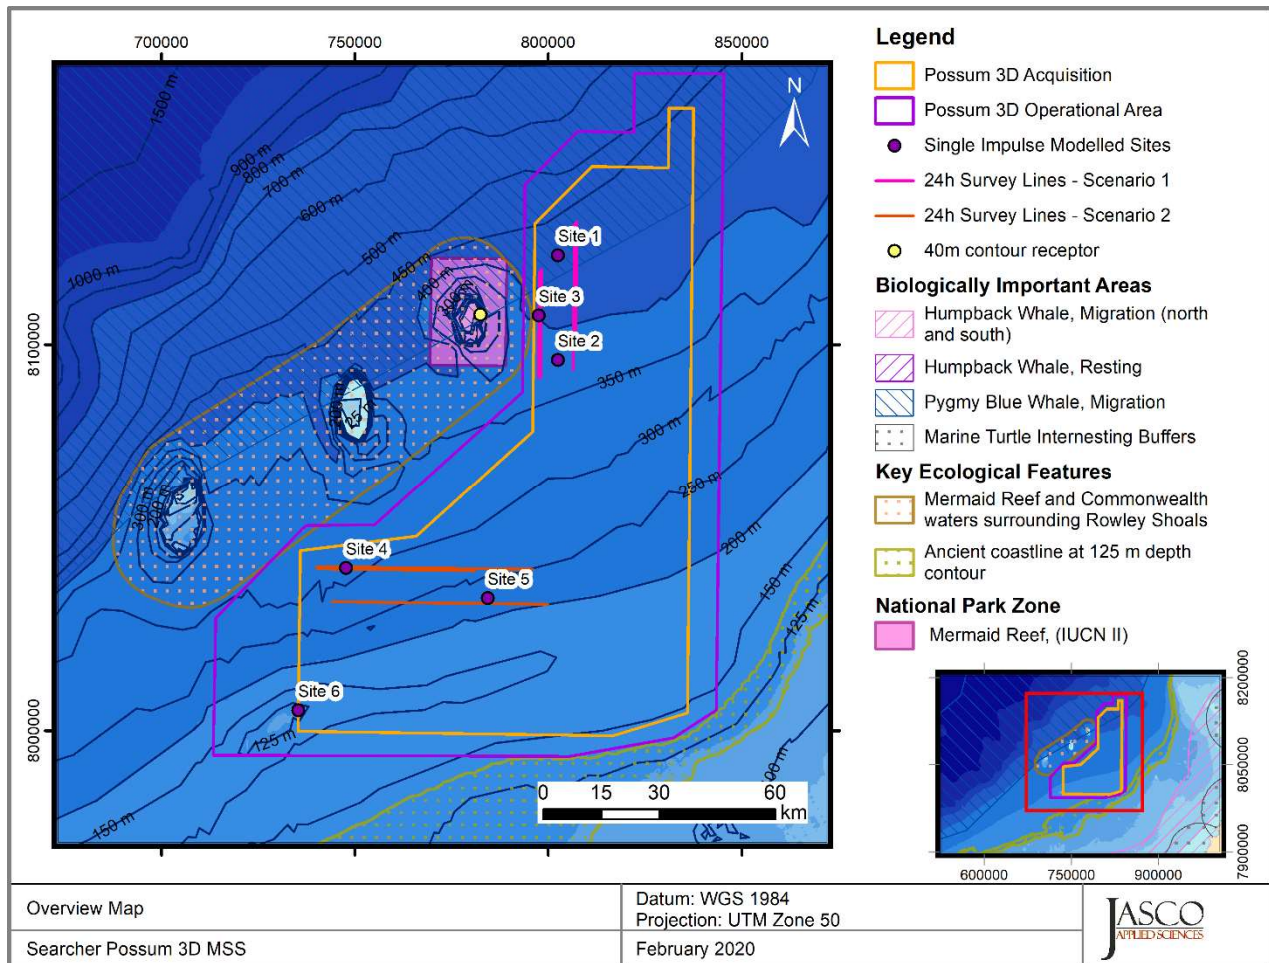 700000
750000
800000
850000
8100000
8000000
N
1500 m
900 m
800 m
700 m
600 m
500 m
450 m
400 m
300 m
1000 m
350 m
300 m
250 m
200 m
150 m
125 m
300 m
200 m
25 m
125 m
150 m
Site 1
Site 3
Site 2
Site 4
Site 5
Site 6
0 15 30 60
km
Legend
Possum 3D Acquisition
Possum 3D Operational Area
Single Impulse Modelled Sites
24h Survey Lines - Scenario 1
24h Survey Lines - Scenario 2
40m contour receptor
Biologically Important Areas
Humpback Whale, Migration (north
and south)
Humpback Whale, Resting
Pygmy Blue Whale, Migration
Marine Turtle Internesting Buffers
Key Ecological Features
Mermaid Reef and Commonwealth
waters surrounding Rowley Shoals
Ancient coastline at 125 m depth
contour
National Park Zone
Mermaid Reef, (IUCN II)
8200000
8050000
7900000
600000
750000
900000
Overview Map
Datum: WGS 1984
Projection: UTM Zone 50
Searcher Possum 3D MSS
February 2020
JASCO
APPLIED SCIENCES